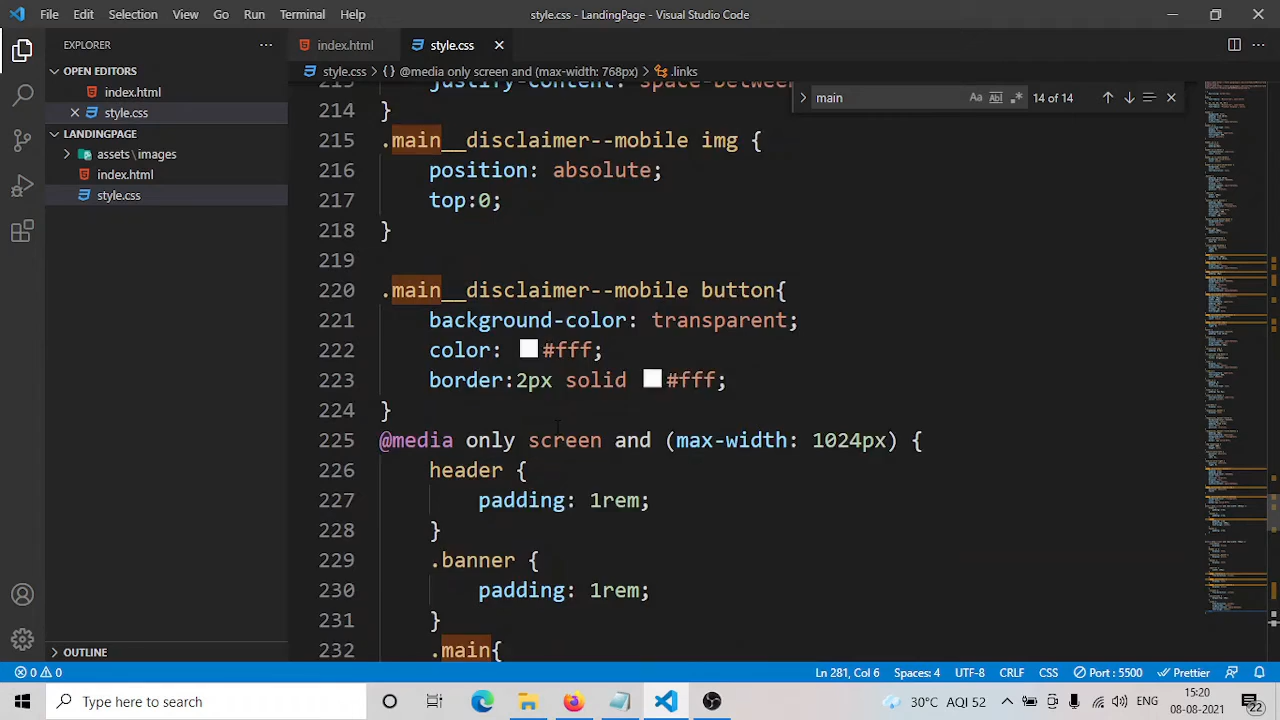 File Edit Selection View Go Run Terminal Help
style.css - LandingPage - Visual Studio Code
EXPLORER
index.html
style.css
OPEN EDITORS
style.css > {} @media only screen and (max-width: 768px) > .links
index.html
justify-content: space-between
main
14 of 14
style.css
214 }
LANDINGPAGE
215 .main__disclaimer--mobile img {
assets \ images
216 position: absolute;
index.html
217 top:0;
style.css
218 }
219
220 .main__disclaimer--mobile button{
221 background-color: transparent;
222 color: #fff;
223 border:2px solid #fff;
224 }
225 @media only screen and (max-width: 1024px) {
226 header {
227 padding: 1rem;
228 }
229 .banner {
230 padding: 1rem;
231 }
232 .main{
OUTLINE
0 0
Ln 281, Col 6
Spaces: 4
UTF-8
CRLF
CSS
Port : 5500
Prettier
Type here to search
30°C AQI 52
ENG
15:20
08-08-2021
22